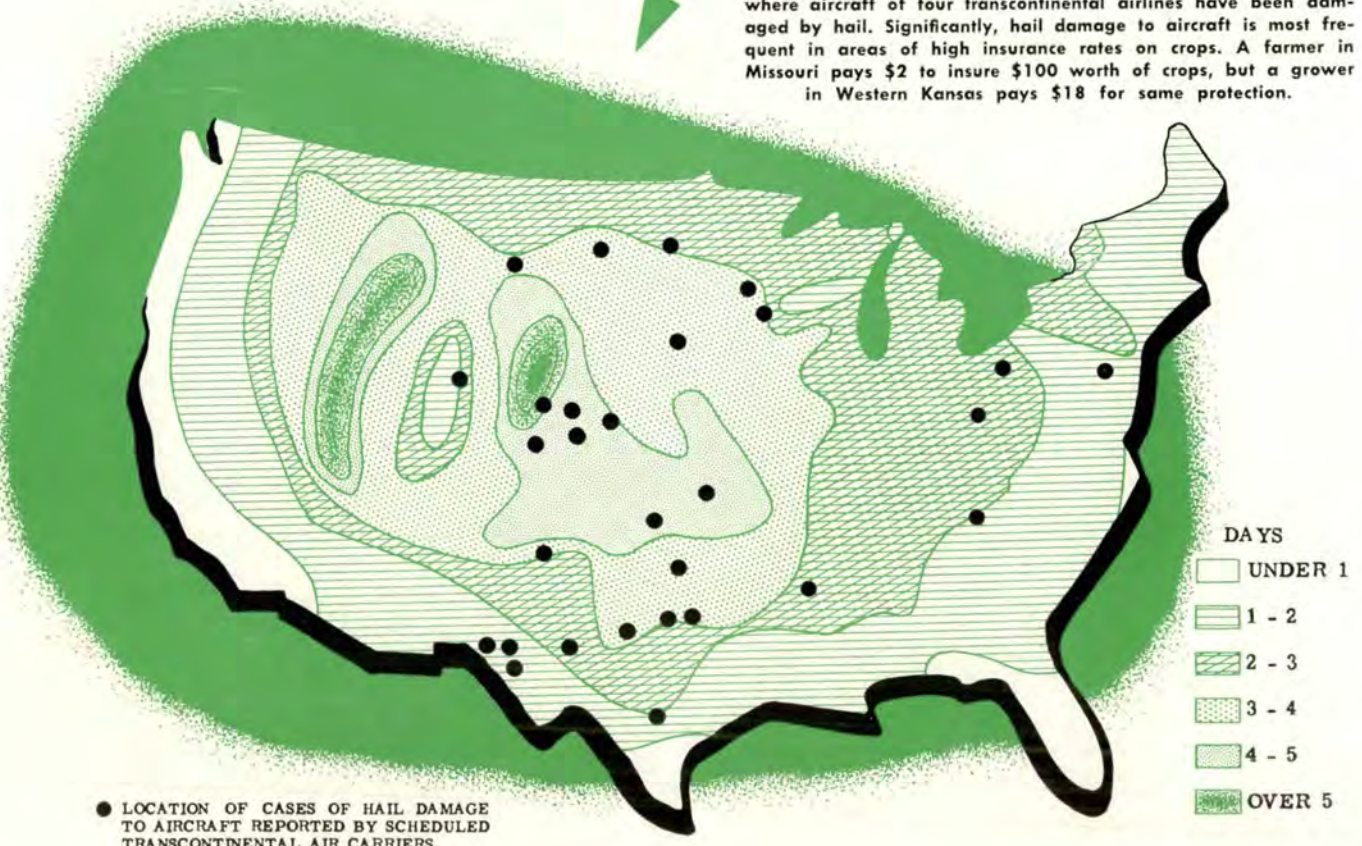 where aircraft of four transcontinental airlines have been dam-
aged by hail. Significantly, hail damage to aircraft is most fre-
quent in areas of high insurance rates on crops. A farmer in
Missouri pays $2 to insure $100 worth of crops, but a grower
in Western Kansas pays $18 for same protection.
DAYS
UNDER 1
1 - 2
2 - 3
3 - 4
4 - 5
OVER 5
LOCATION OF CASES OF HAIL DAMAGE
TO AIRCRAFT REPORTED BY SCHEDULED
TRANSCONTINENTAL AIR CARRIERS